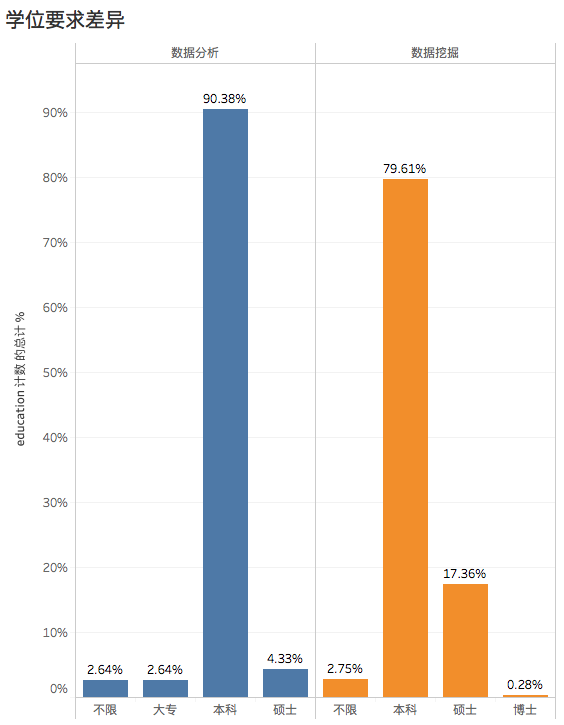 学位要求差异
数据分析
数据挖掘
90%
80%
70%
60%
50%
40%
30%
20%
10%
0%
education 计数 的总计 %
2.64%
2.64%
90.38%
4.33%
2.75%
79.61%
17.36%
0.28%
不限
大专
本科
硕士
不限
本科
硕士
博士